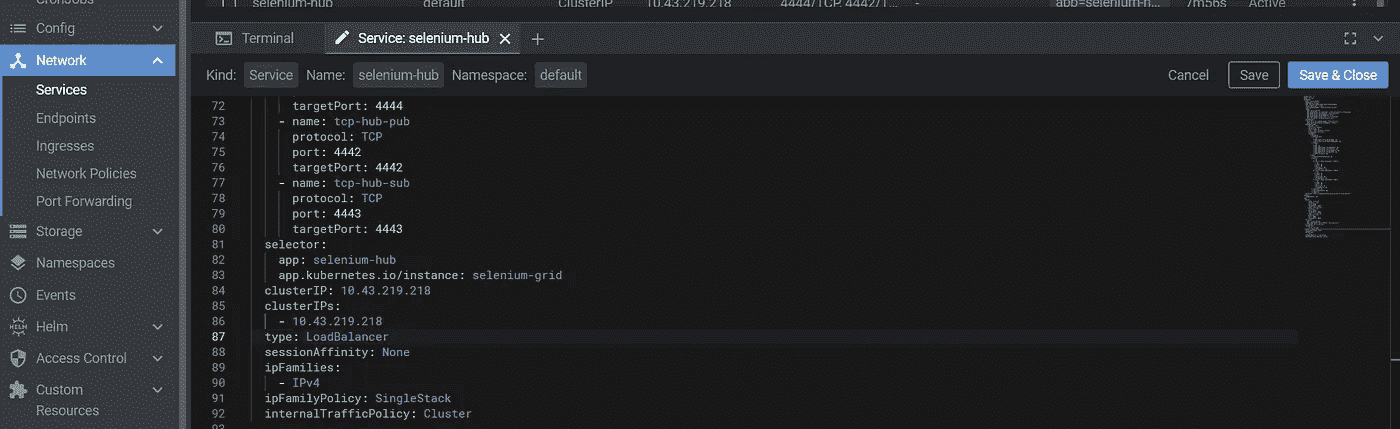 CronJobs
Config
Network
Services
Endpoints
Ingresses
Network Policies
Port Forwarding
Storage
Namespaces
Events
HELM Helm
Access Control
Custom
Resources
selenium-hub default ClusterIP 10.43.219.218 4444/TCP, 4442/T... - app=selenium-h... 7m56s Active
Terminal Service: selenium-hub
Kind: Service Name: selenium-hub Namespace: default Cancel Save Save & Close
72 targetPort: 4444
73 - name: tcp-hub-pub
74 protocol: TCP
75 port: 4442
76 targetPort: 4442
77 - name: tcp-hub-sub
78 protocol: TCP
79 port: 4443
80 targetPort: 4443
81 selector:
82 app: selenium-hub
83 app.kubernetes.io/instance: selenium-grid
84 clusterIP: 10.43.219.218
85 clusterIPs:
86 - 10.43.219.218
87 type: LoadBalancer
88 sessionAffinity: None
89 ipFamilies:
90 - IPv4
91 ipFamilyPolicy: SingleStack
92 internalTrafficPolicy: Cluster
93